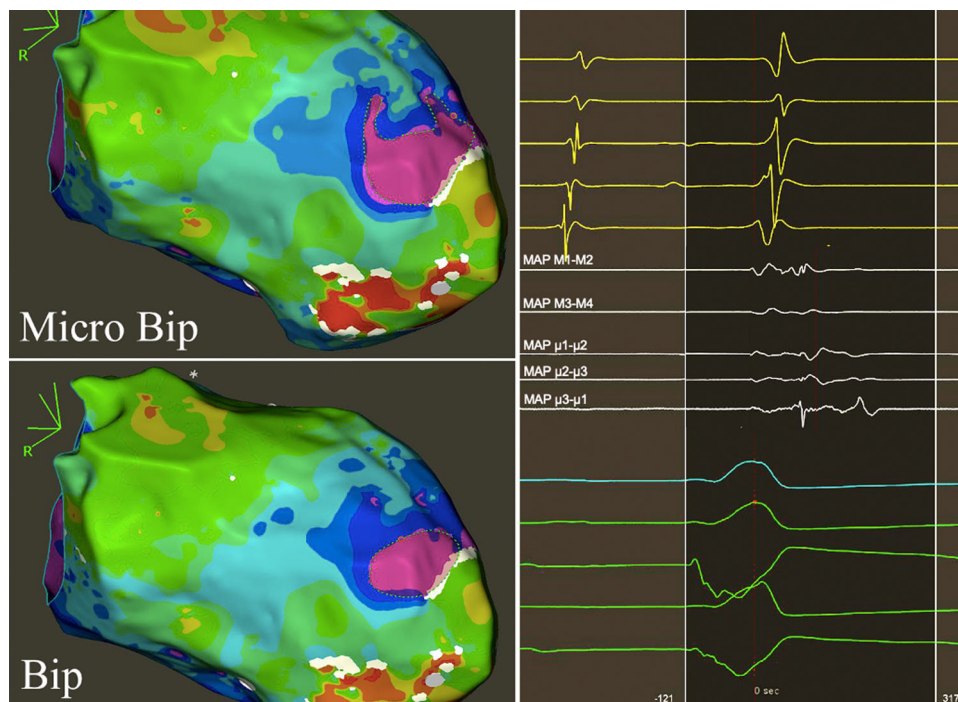 R
Micro Bip
*
R
Bip
MAP M1-M2
MAP M3-M4
MAP µ1-µ2
MAP µ2-µ3
MAP µ3-µ1
0 sec
-121
317